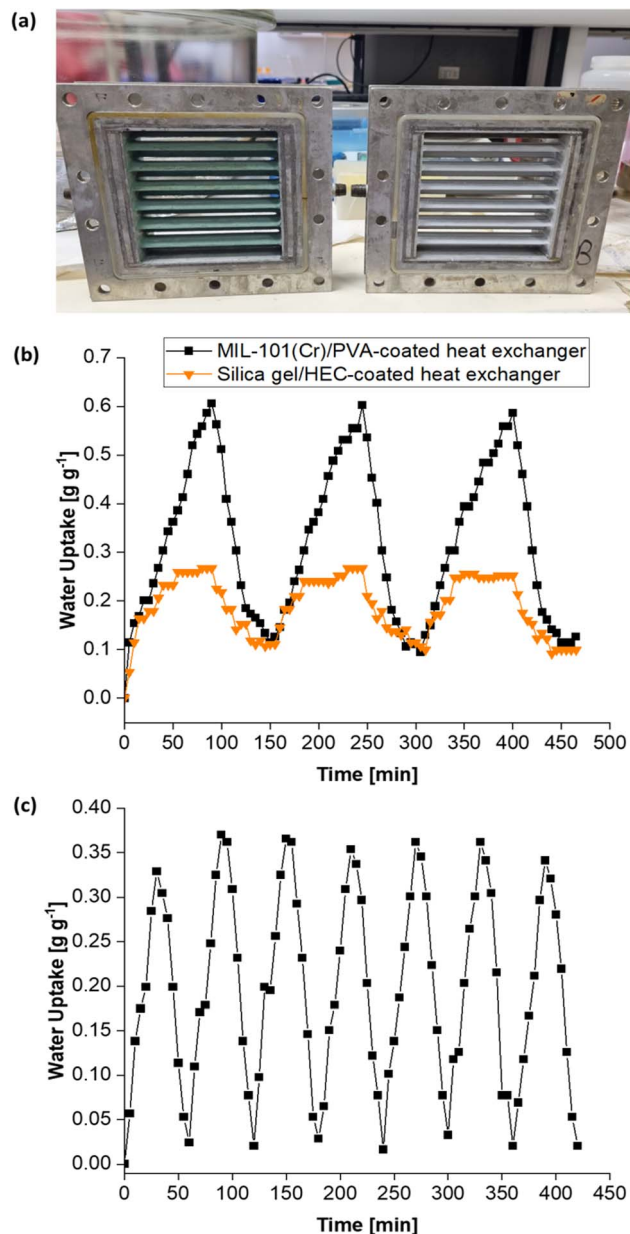 (a)
B
(b)
MIL-101(Cr)/PVA-coated heat exchanger
Silica gel/HEC-coated heat exchanger
Water Uptake [g g⁻¹]
0.7
0.6
0.5
0.4
0.3
0.2
0.1
0.0
0 50 100 150 200 250 300 350 400 450 500
Time [min]
(c)
Water Uptake [g g⁻¹]
0.40
0.35
0.30
0.25
0.20
0.15
0.10
0.05
0.00
0 50 100 150 200 250 300 350 400 450
Time [min]